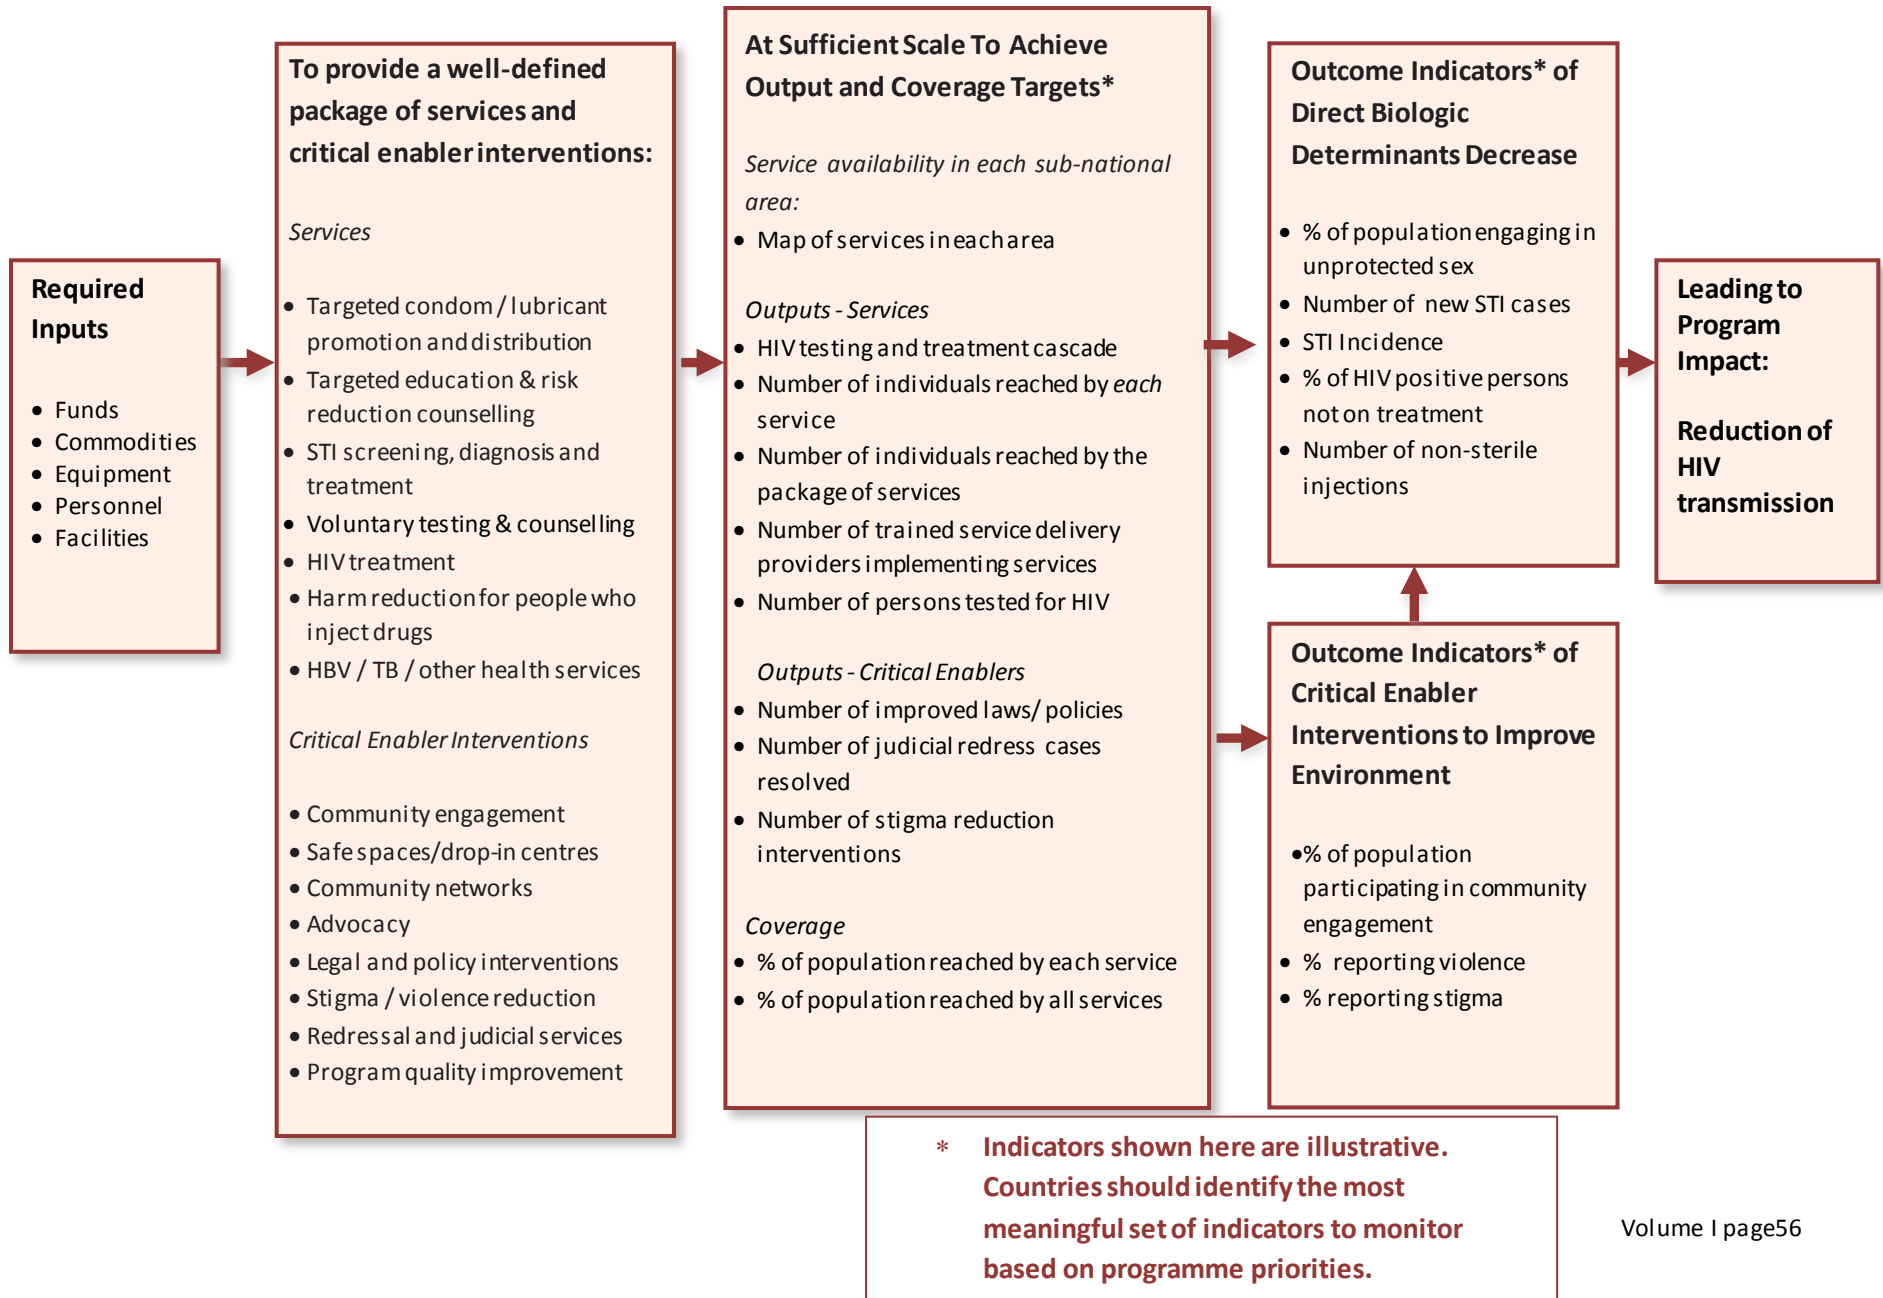 Required
Inputs
• Funds
• Commodities
• Equipment
• Personnel
• Facilities
To provide a well-defined
package of services and
critical enabler interventions:
Services
• Targeted condom / lubricant
promotion and distribution
• Targeted education & risk
reduction counselling
• STI screening, diagnosis and
treatment
• Voluntary testing & counselling
• HIV treatment
• Harm reduction for people who
inject drugs
• HBV / TB / other health services
Critical Enabler Interventions
• Community engagement
• Safe spaces/drop-in centres
• Community networks
• Advocacy
• Legal and policy interventions
• Stigma / violence reduction
• Redressal and judicial services
• Program quality improvement
At Sufficient Scale To Achieve
Output and Coverage Targets*
Service availability in each sub-national
area:
• Map of services in each area
Outputs - Services
• HIV testing and treatment cascade
• Number of individuals reached by each
service
• Number of individuals reached by the
package of services
• Number of trained service delivery
providers implementing services
• Number of persons tested for HIV
Outputs - Critical Enablers
• Number of improved laws/ policies
• Number of judicial redress cases
resolved
• Number of stigma reduction
interventions
Coverage
• % of population reached by each service
• % of population reached by all services
Outcome Indicators* of
Direct Biologic
Determinants Decrease
• % of population engaging in
unprotected sex
• Number of new STI cases
• STI Incidence
• % of HIV positive persons
not on treatment
• Number of non-sterile
injections
Outcome Indicators* of
Critical Enabler
Interventions to Improve
Environment
• % of population
participating in community
engagement
• % reporting violence
• % reporting stigma
Leading to
Program
Impact:
Reduction of
HIV
transmission
* Indicators shown here are illustrative.
Countries should identify the most
meaningful set of indicators to monitor
based on programme priorities.
Volume I page56